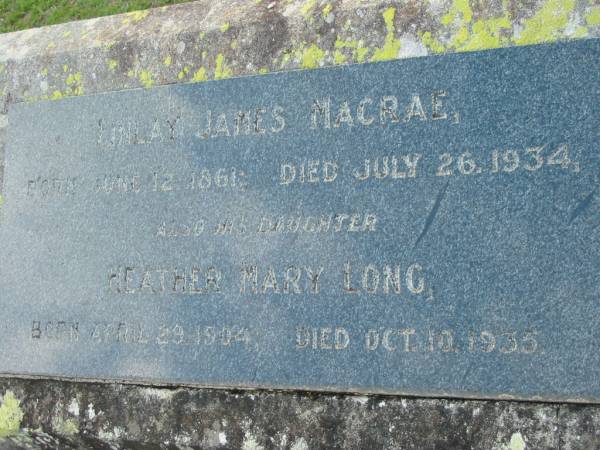 FINLAY JAMES MACRAE,
BORN JUNE 12. 1861: DIED JULY 26. 1934,
ALSO HIS DAUGHTER
HEATHER MARY LONG,
BORN APRIL 29. 1904, DIED OCT. 10. 1935.